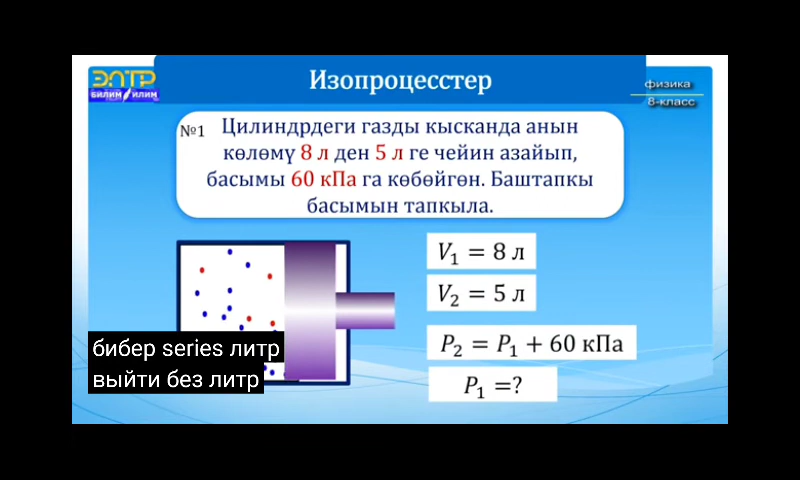 ЭЛТР
БИЛИМ ИЛИМ
Изопроцесстер
физика
8-класс
№1 Цилиндрдеги газды кысканда анын
көлөмү 8 л ден 5 л ге чейин азайып,
басымы 60 кПа га көбөйгөн. Баштапкы
басымын тапкыла.
V₁ = 8 л
V₂ = 5 л
P₂ = P₁ + 60 кПа
P₁ =?
бибер series литр
выйти без литр